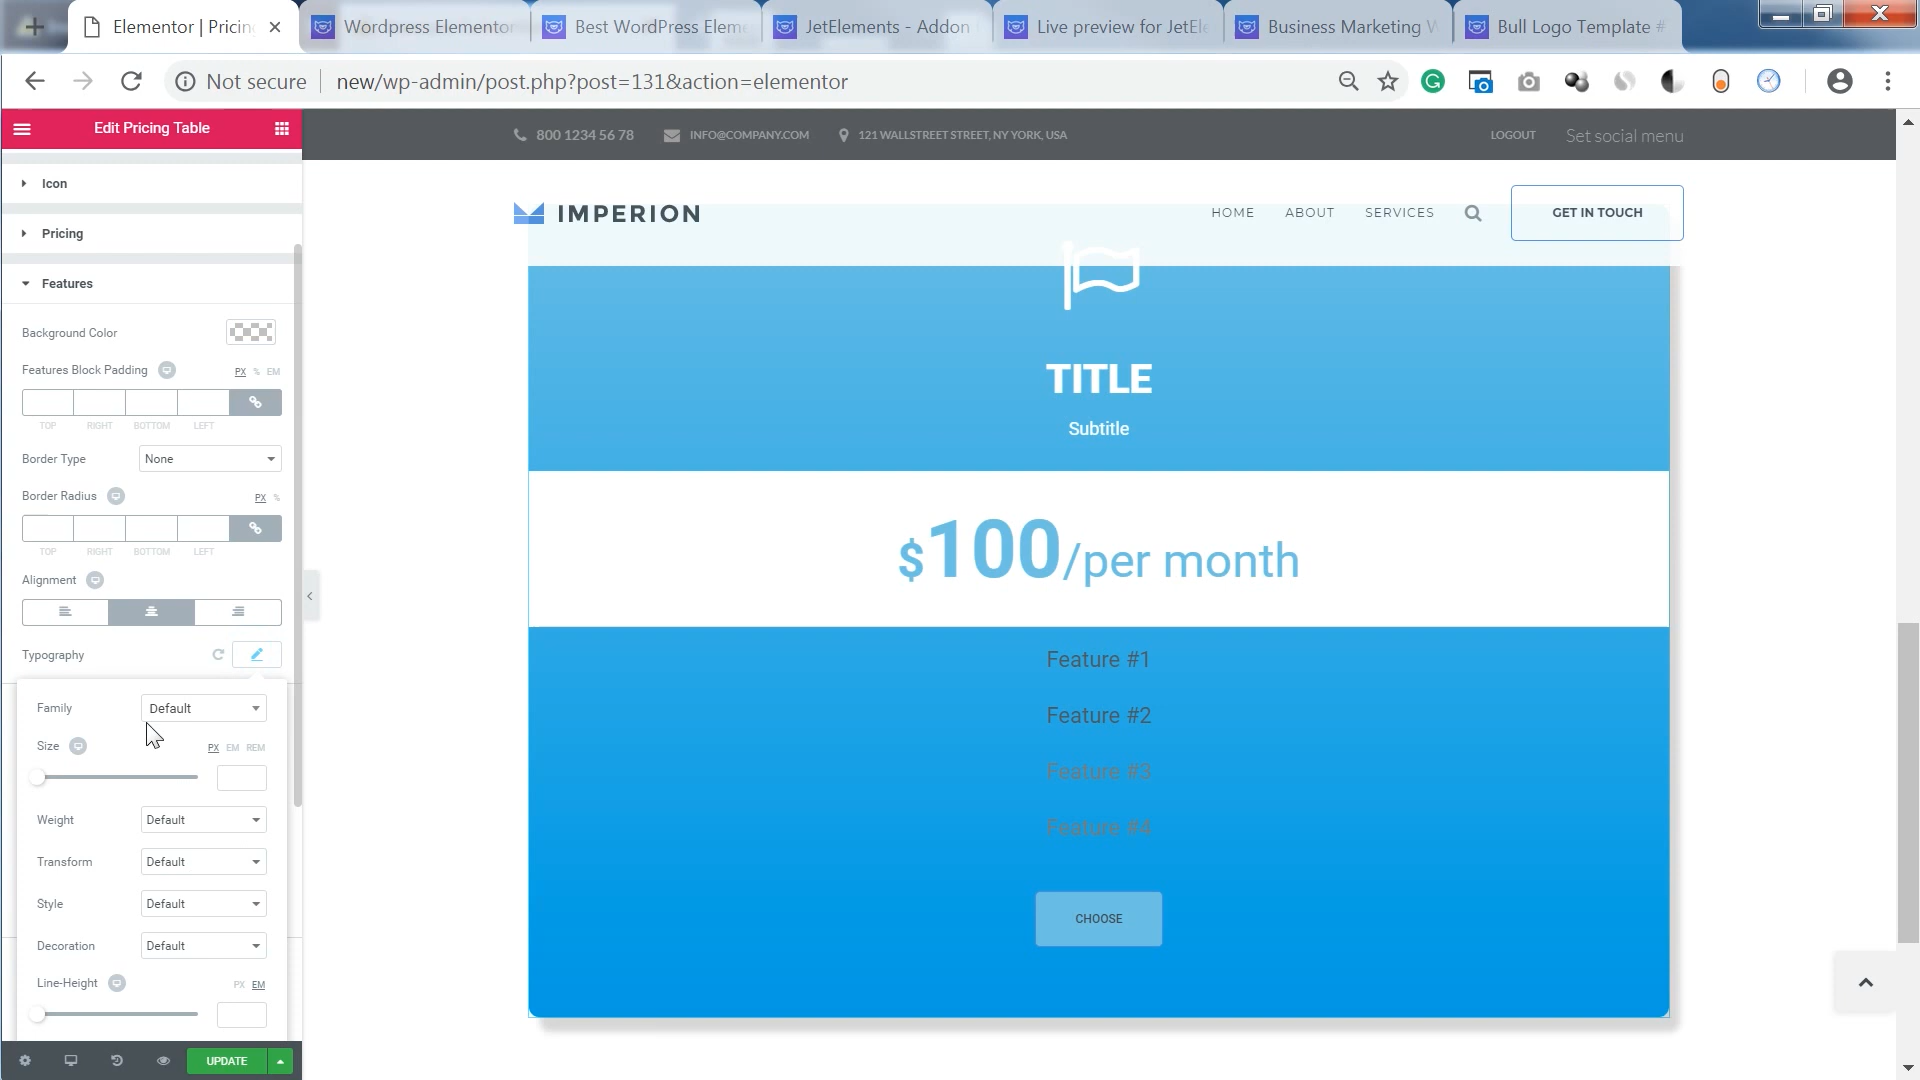 Elementor | Pricin
Wordpress Elementor
Best WordPress Eleme
JetElements - Addon
Live preview for JetEle
Business Marketing W
Bull Logo Template #
Not secure
new/wp-admin/post.php?post=131&action=elementor
Edit Pricing Table
800 1234 56 78
INFO@COMPANY.COM
121 WALLSTREET STREET, NY YORK, USA
LOGOUT
Set social menu
IMPERION
HOME
ABOUT
SERVICES
GET IN TOUCH
Icon
Pricing
Features
Background Color
Features Block Padding
PX % EM
TOP RIGHT BOTTOM LEFT
Border Type
None
Border Radius
PX %
TOP RIGHT BOTTOM LEFT
Alignment
Typography
Family
Default
Size
PX EM REM
Weight
Default
Transform
Default
Style
Default
Decoration
Default
Line-Height
PX EM
UPDATE
TITLE
Subtitle
$100/per month
Feature #1
Feature #2
Feature #3
Feature #4
CHOOSE